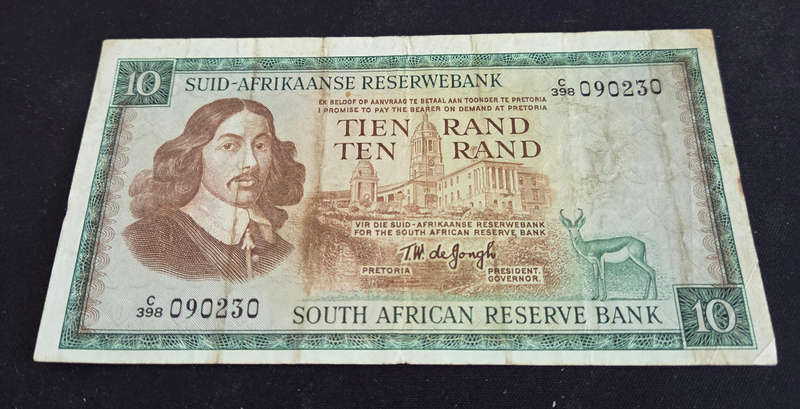 10
SUID-AFRIKAANSE RESERWEBANK
C/398 090230
EK BELOOF OP AANVRAAG TE BETAAL AAN TOONDER TE PRETORIA
I PROMISE TO PAY THE BEARER ON DEMAND AT PRETORIA
TIEN RAND
TEN RAND
VIR DIE SUID-AFRIKAANSE RESERWEBANK
FOR THE SOUTH AFRICAN RESERVE BANK
T.W. de Jongh
PRETORIA PRESIDENT.
GOVERNOR.
C/398 090230
SOUTH AFRICAN RESERVE BANK
10